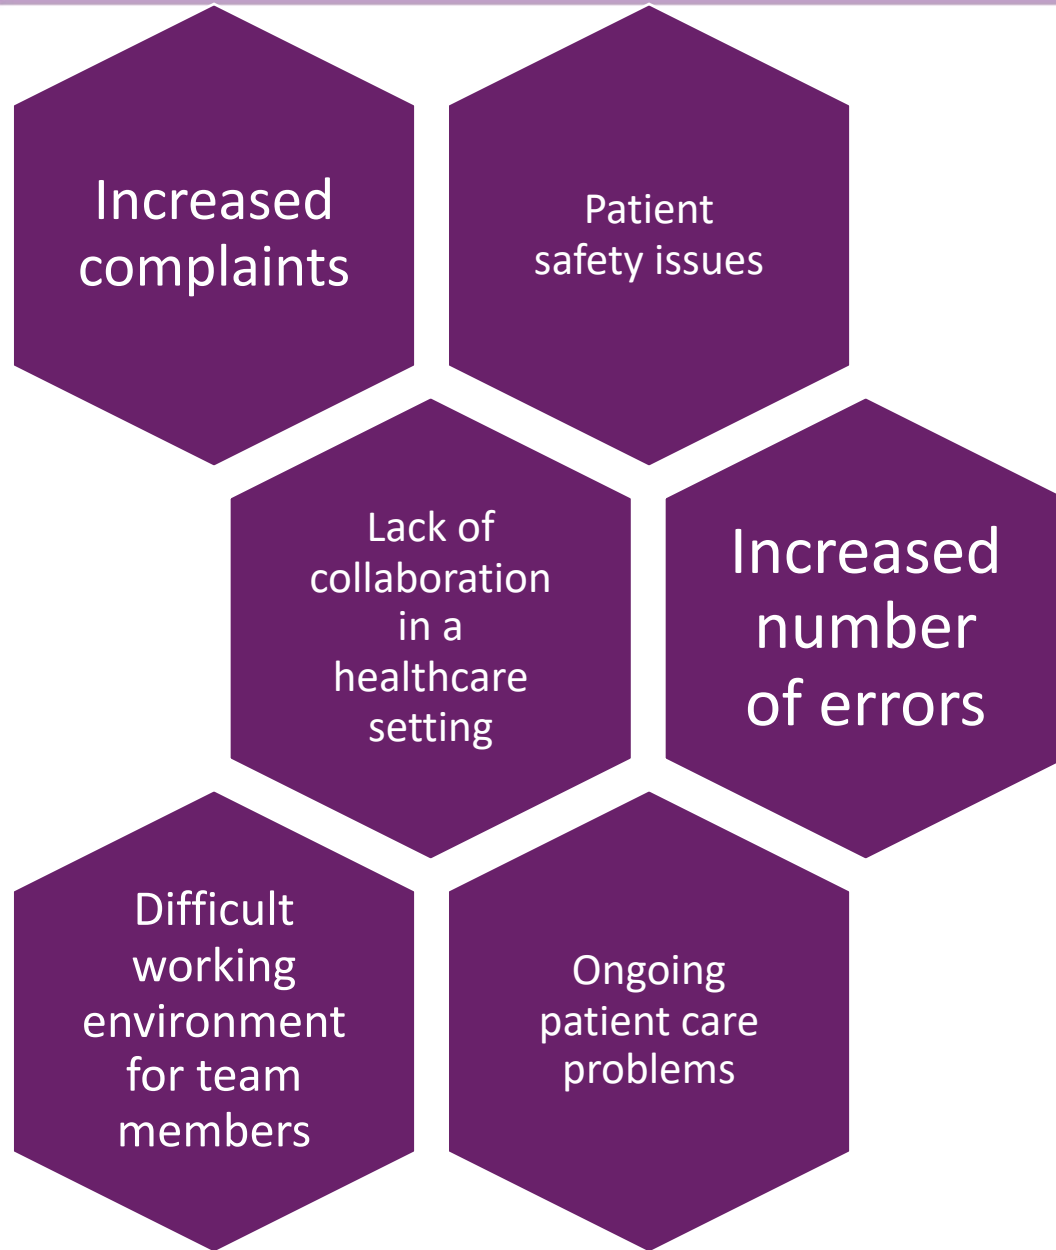 Increased
complaints
Patient
safety issues
Lack of
collaboration
in a
healthcare
setting
Increased
number
of errors
Difficult
working
environment
for team
members
Ongoing
patient care
problems